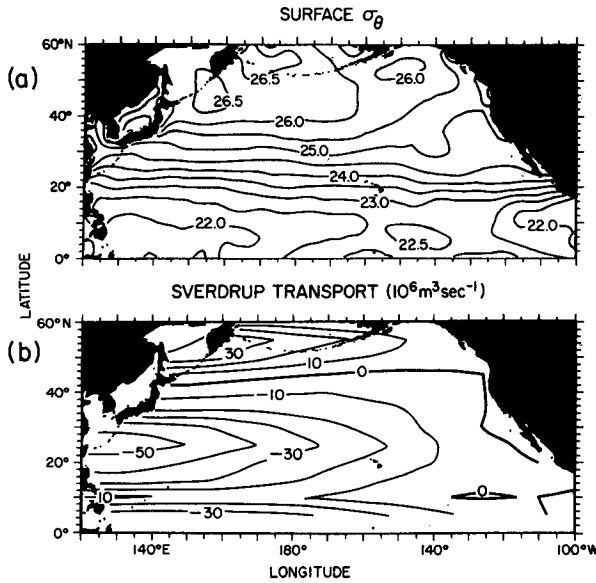 SURFACE σθ
(a)
60°N
40°
20°
0°
26.5
26.0
26.5
26.0
25.0
24.0
23.0
22.0
22.5
22.0
LATITUDE
SVERDRUP TRANSPORT (10⁶m³sec⁻¹)
(b)
60°N
40°
20°
0°
30
10
0
-10
-50
-30
10
0
-30
140°E 180° 140° 100°W
LONGITUDE